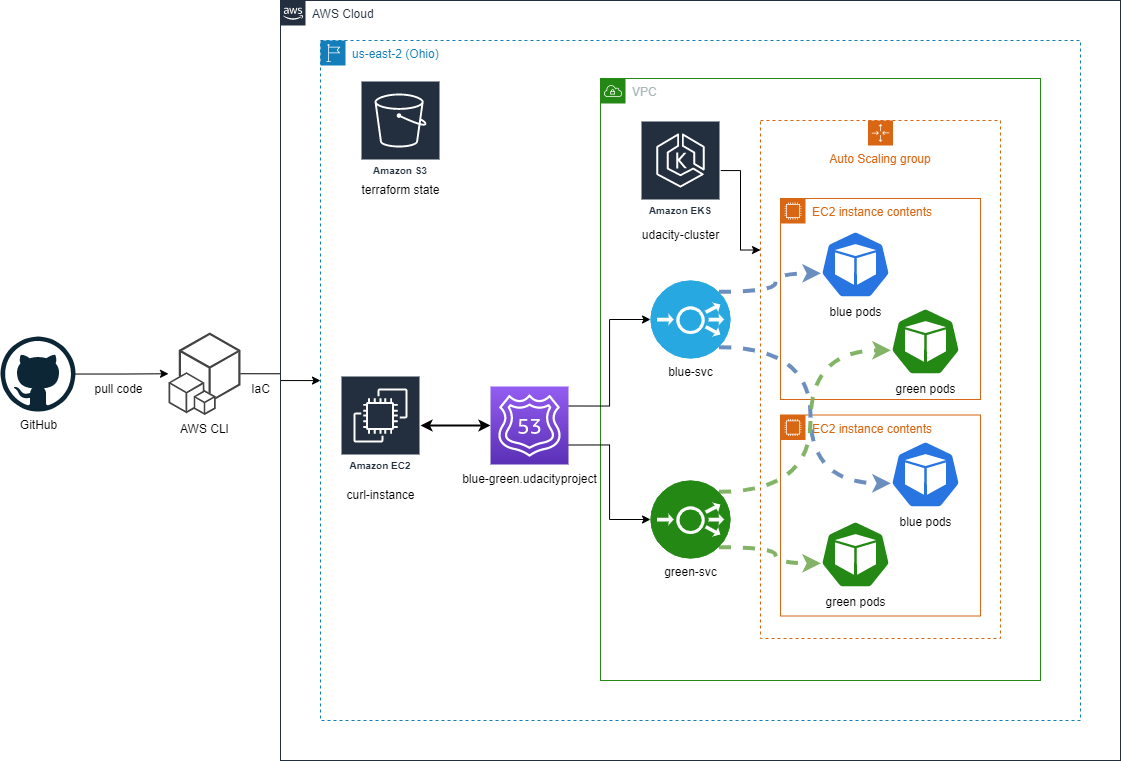 aws
AWS Cloud
us-east-2 (Ohio)
Amazon S3
terraform state
VPC
Amazon EKS
udacity-cluster
Auto Scaling group
EC2 instance contents
blue pods
green pods
blue-svc
GitHub
pull code
AWS CLI
IaC
Amazon EC2
curl-instance
53
blue-green.udacityproject
EC2 instance contents
blue pods
green pods
green-svc
K